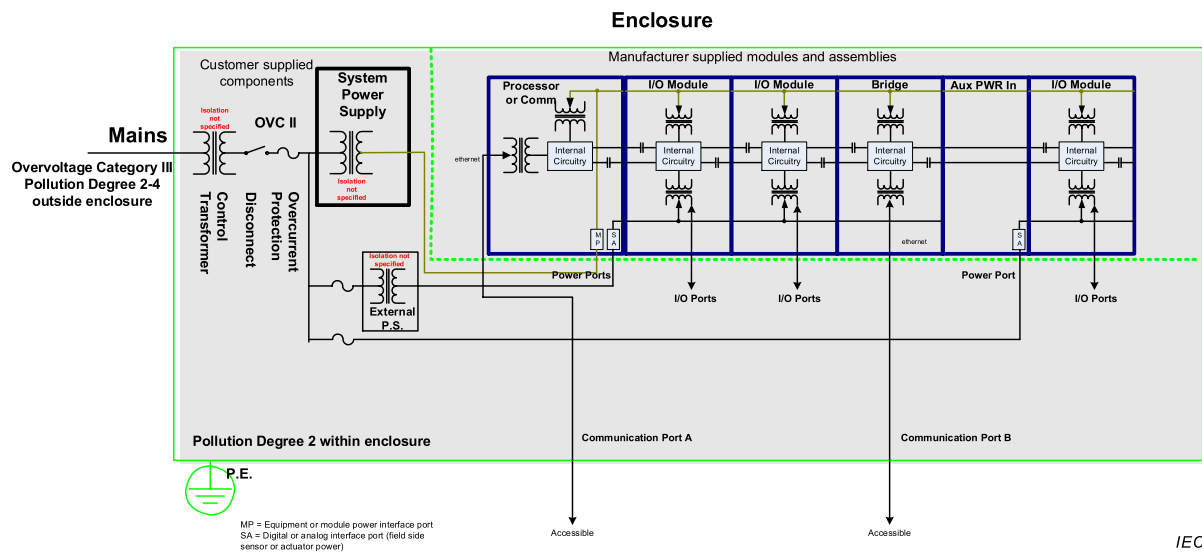 Enclosure
Manufacturer supplied modules and assemblies
Customer supplied
components
System
Power
Supply
Processor
or Comm
I/O Module
I/O Module
Bridge
Aux PWR In
I/O Module
Isolation
not
specified
OVC II
Mains
Overvoltage Category III
Pollution Degree 2-4
outside enclosure
ethernet
Internal
Circuitry
Internal
Circuitry
Internal
Circuitry
Internal
Circuitry
Internal
Circuitry
Isolation
not
specified
Control
Transformer
Disconnect
Overcurrent
Protection
MP
SA
ethernet
SA
Isolation not
specified
External
P.S.
Power Ports
Power Port
I/O Ports
I/O Ports
I/O Ports
Pollution Degree 2 within enclosure
Communication Port A
Communication Port B
P.E.
MP = Equipment or module power interface port
SA = Digital or analog interface port (field side
sensor or actuator power)
Accessible
Accessible
IEC